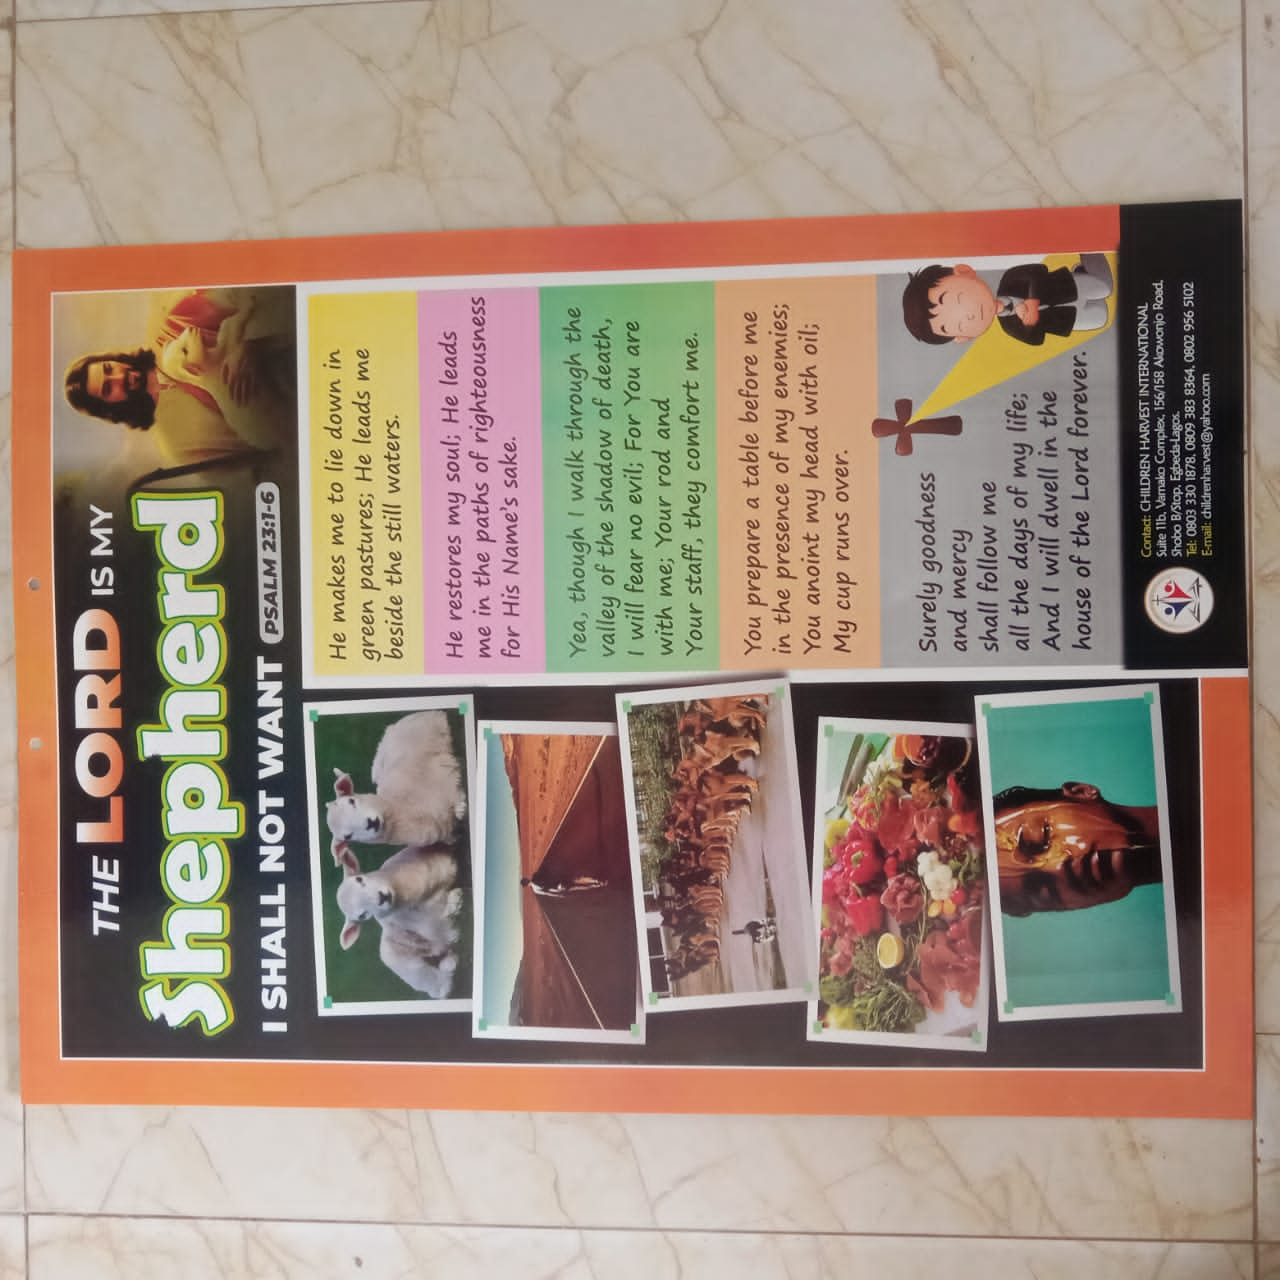 THE LORD IS MY
Shepherd
I SHALL NOT WANT PSALM 23:1-6
He makes me to lie down in
green pastures; He leads me
beside the still waters.
He restores my soul; He leads
me in the paths of righteousness
for His Name's sake.
Yea, though I walk through the
valley of the shadow of death,
I will fear no evil; For You are
with me; Your rod and
Your staff, they comfort me.
You prepare a table before me
in the presence of my enemies;
You anoint my head with oil;
My cup runs over.
Surely goodness
and mercy
shall follow me
all the days of my life;
And I will dwell in the
house of the Lord forever.
Contact: CHILDREN HARVEST INTERNATIONAL
Suite 11b, Vamako Complex, 156/158 Akowonjo Road,
Shobo B/Stop, Egbeda-Lagos.
Tel: 0803 330 1878, 0809 383 8364, 0802 956 5102
E-mail: childrenharvest@yahoo.com